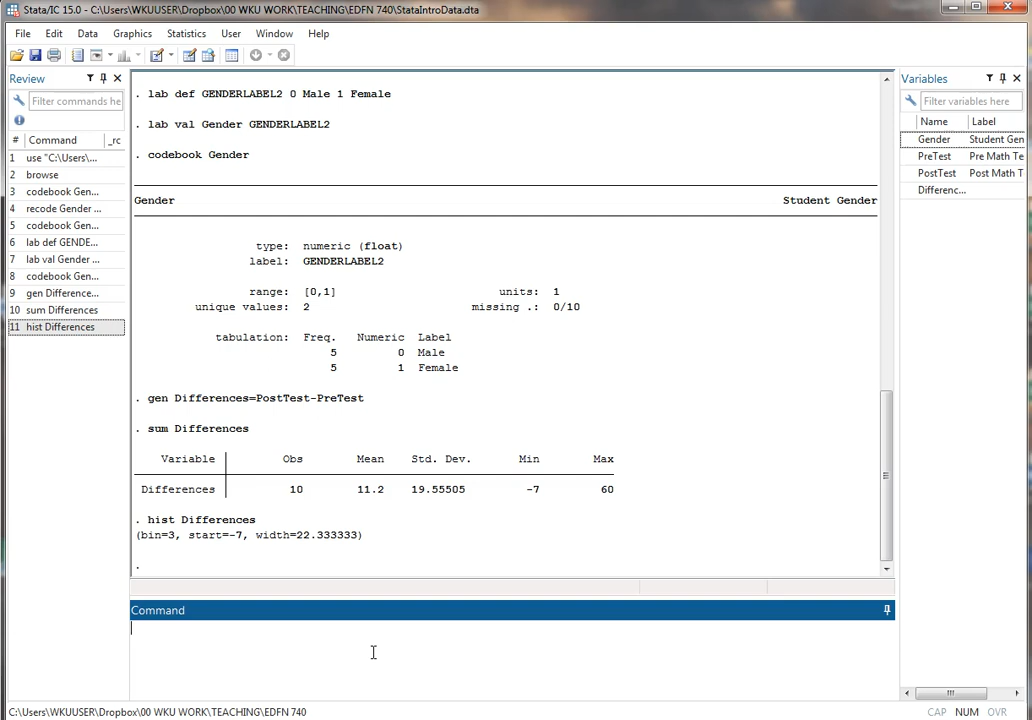 Stata/IC 15.0 - C:\Users\WKUUSER\Dropbox\00 WKU WORK\TEACHING\EDFN 740\StataIntroData.dta
File Edit Data Graphics Statistics User Window Help
Review
Filter commands he
# Command _rc
1 use "C:\Users\...
2 browse
3 codebook Gen...
4 recode Gender ...
5 codebook Gen...
6 lab def GENDE...
7 lab val Gender ...
8 codebook Gen...
9 gen Difference...
10 sum Differences
11 hist Differences
. lab def GENDERLABEL2 0 Male 1 Female
. lab val Gender GENDERLABEL2
. codebook Gender
Gender Student Gender
type: numeric (float)
label: GENDERLABEL2
range: [0,1] units: 1
unique values: 2 missing .: 0/10
tabulation: Freq. Numeric Label
5 0 Male
5 1 Female
. gen Differences=PostTest-PreTest
. sum Differences
Variable Obs Mean Std. Dev. Min Max
Differences 10 11.2 19.55505 -7 60
. hist Differences
(bin=3, start=-7, width=22.333333)
.
Command
Variables
Filter variables here
Name Label
Gender Student Gen
PreTest Pre Math Te
PostTest Post Math T
Differenc...
C:\Users\WKUUSER\Dropbox\00 WKU WORK\TEACHING\EDFN 740
CAP NUM OVR